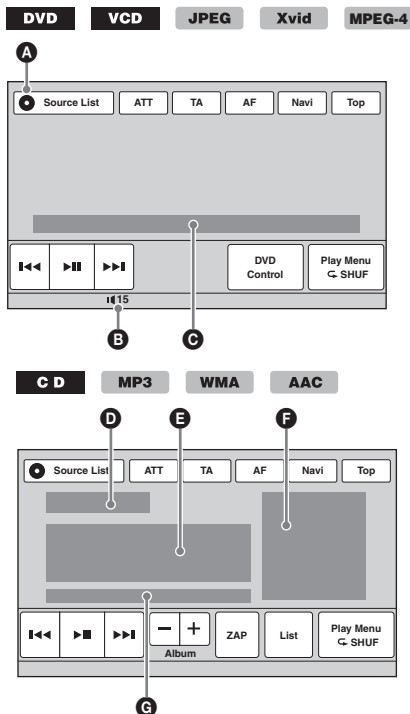 DVD VCD JPEG Xvid MPEG-4
A
Source List ATT TA AF Navi Top
DVD Control
Play Menu SHUF
15
B C
CD MP3 WMA AAC
D E F
Source List ATT TA AF Navi Top
Album
ZAP
List
Play Menu SHUF
G